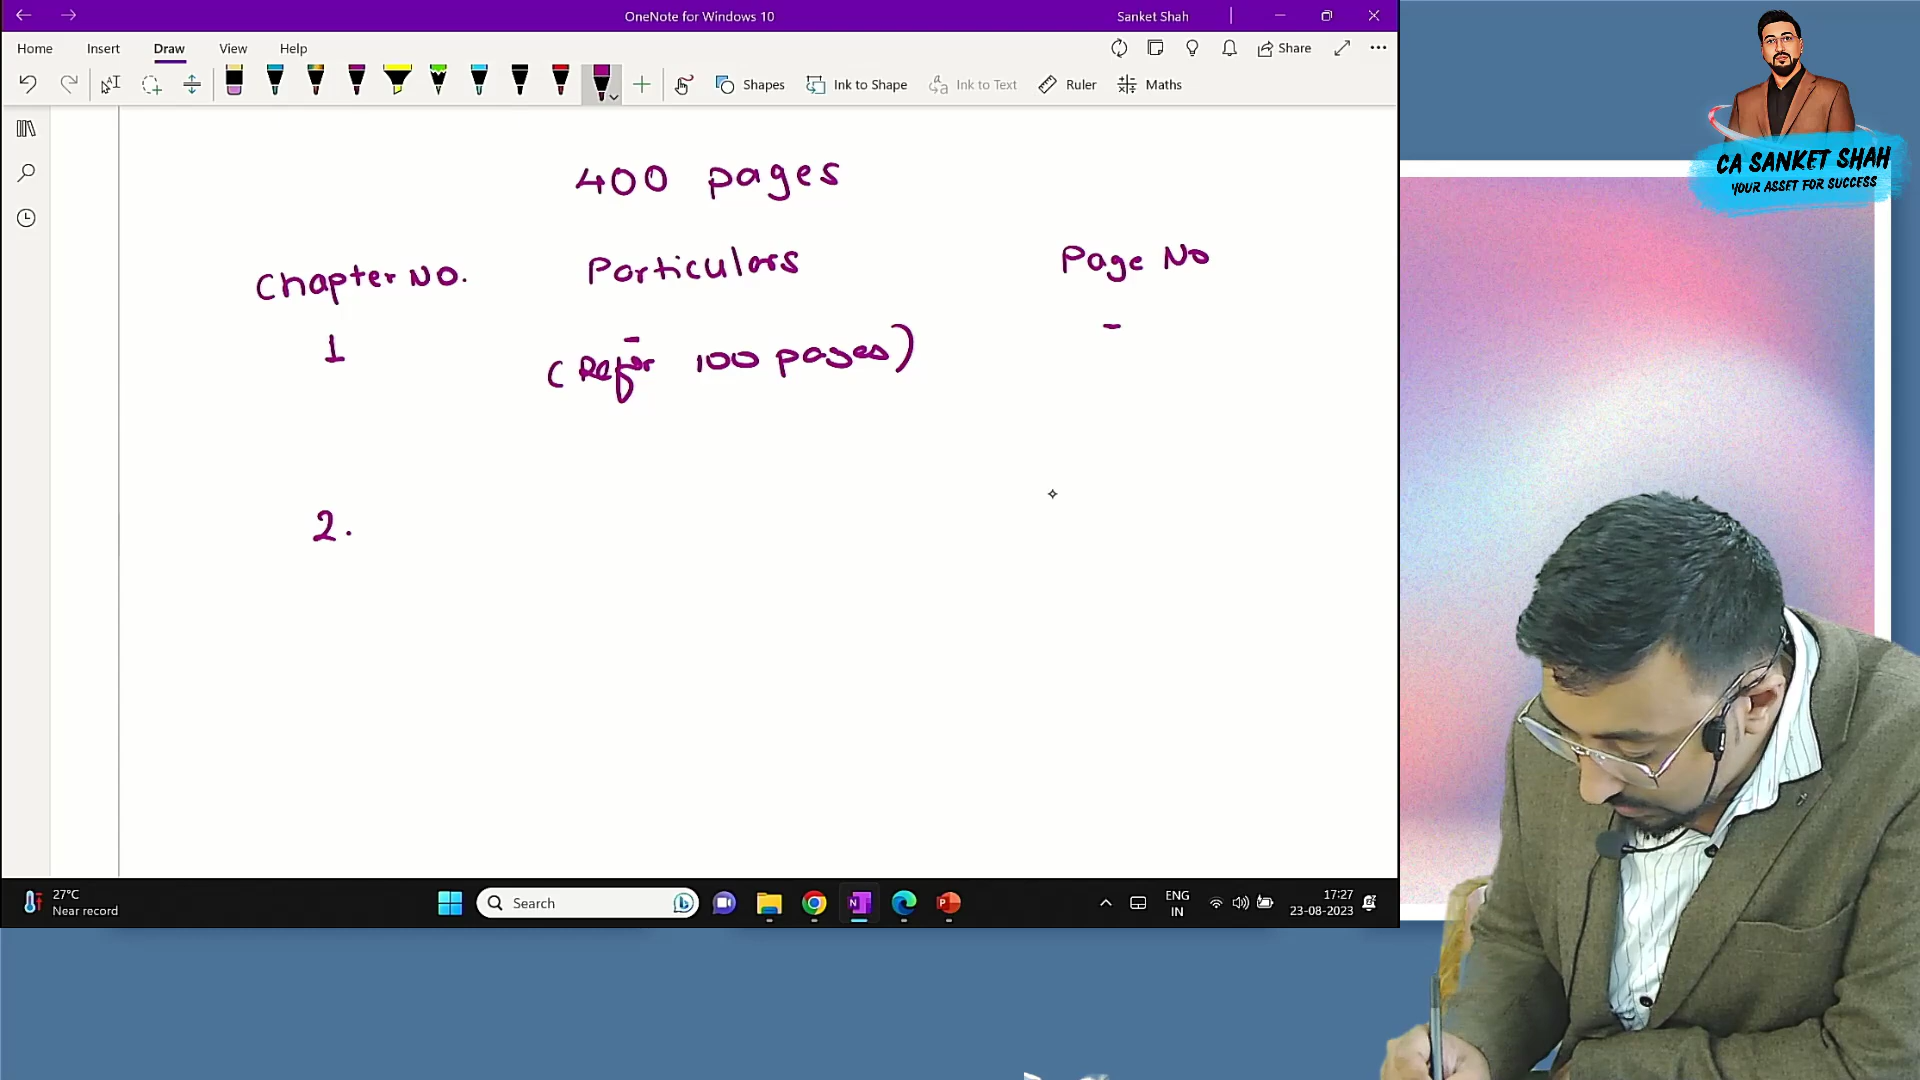 OneNote for Windows 10
Sanket Shah
Home Insert Draw View Help
Share
Shapes Ink to Shape Ink to Text Ruler Maths
CA SANKET SHAH
YOUR ASSET FOR SUCCESS
400 pages
Chapter No. Particulars Page No
1 - -
(Refer 100 pages)
2.
27°C
Near record
Search
ENG
IN
17:27
23-08-2023